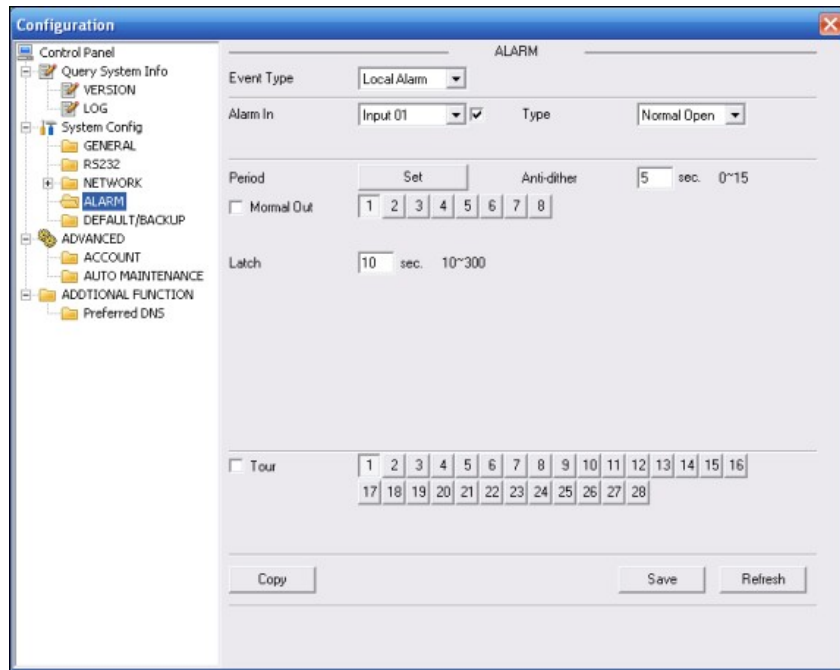 Configuration
Control Panel
Query System Info
VERSION
LOG
System Config
GENERAL
RS232
NETWORK
ALARM
DEFAULT/BACKUP
ADVANCED
ACCOUNT
AUTO MAINTENANCE
ADDTIONAL FUNCTION
Preferred DNS
ALARM
Event Type Local Alarm
Alarm In Input 01 Type Normal Open
Period Set Anti-dither 5 sec. 0~15
Mormal Out 1 2 3 4 5 6 7 8
Latch 10 sec. 10~300
Tour 1 2 3 4 5 6 7 8 9 10 11 12 13 14 15 16
17 18 19 20 21 22 23 24 25 26 27 28
Copy Save Refresh